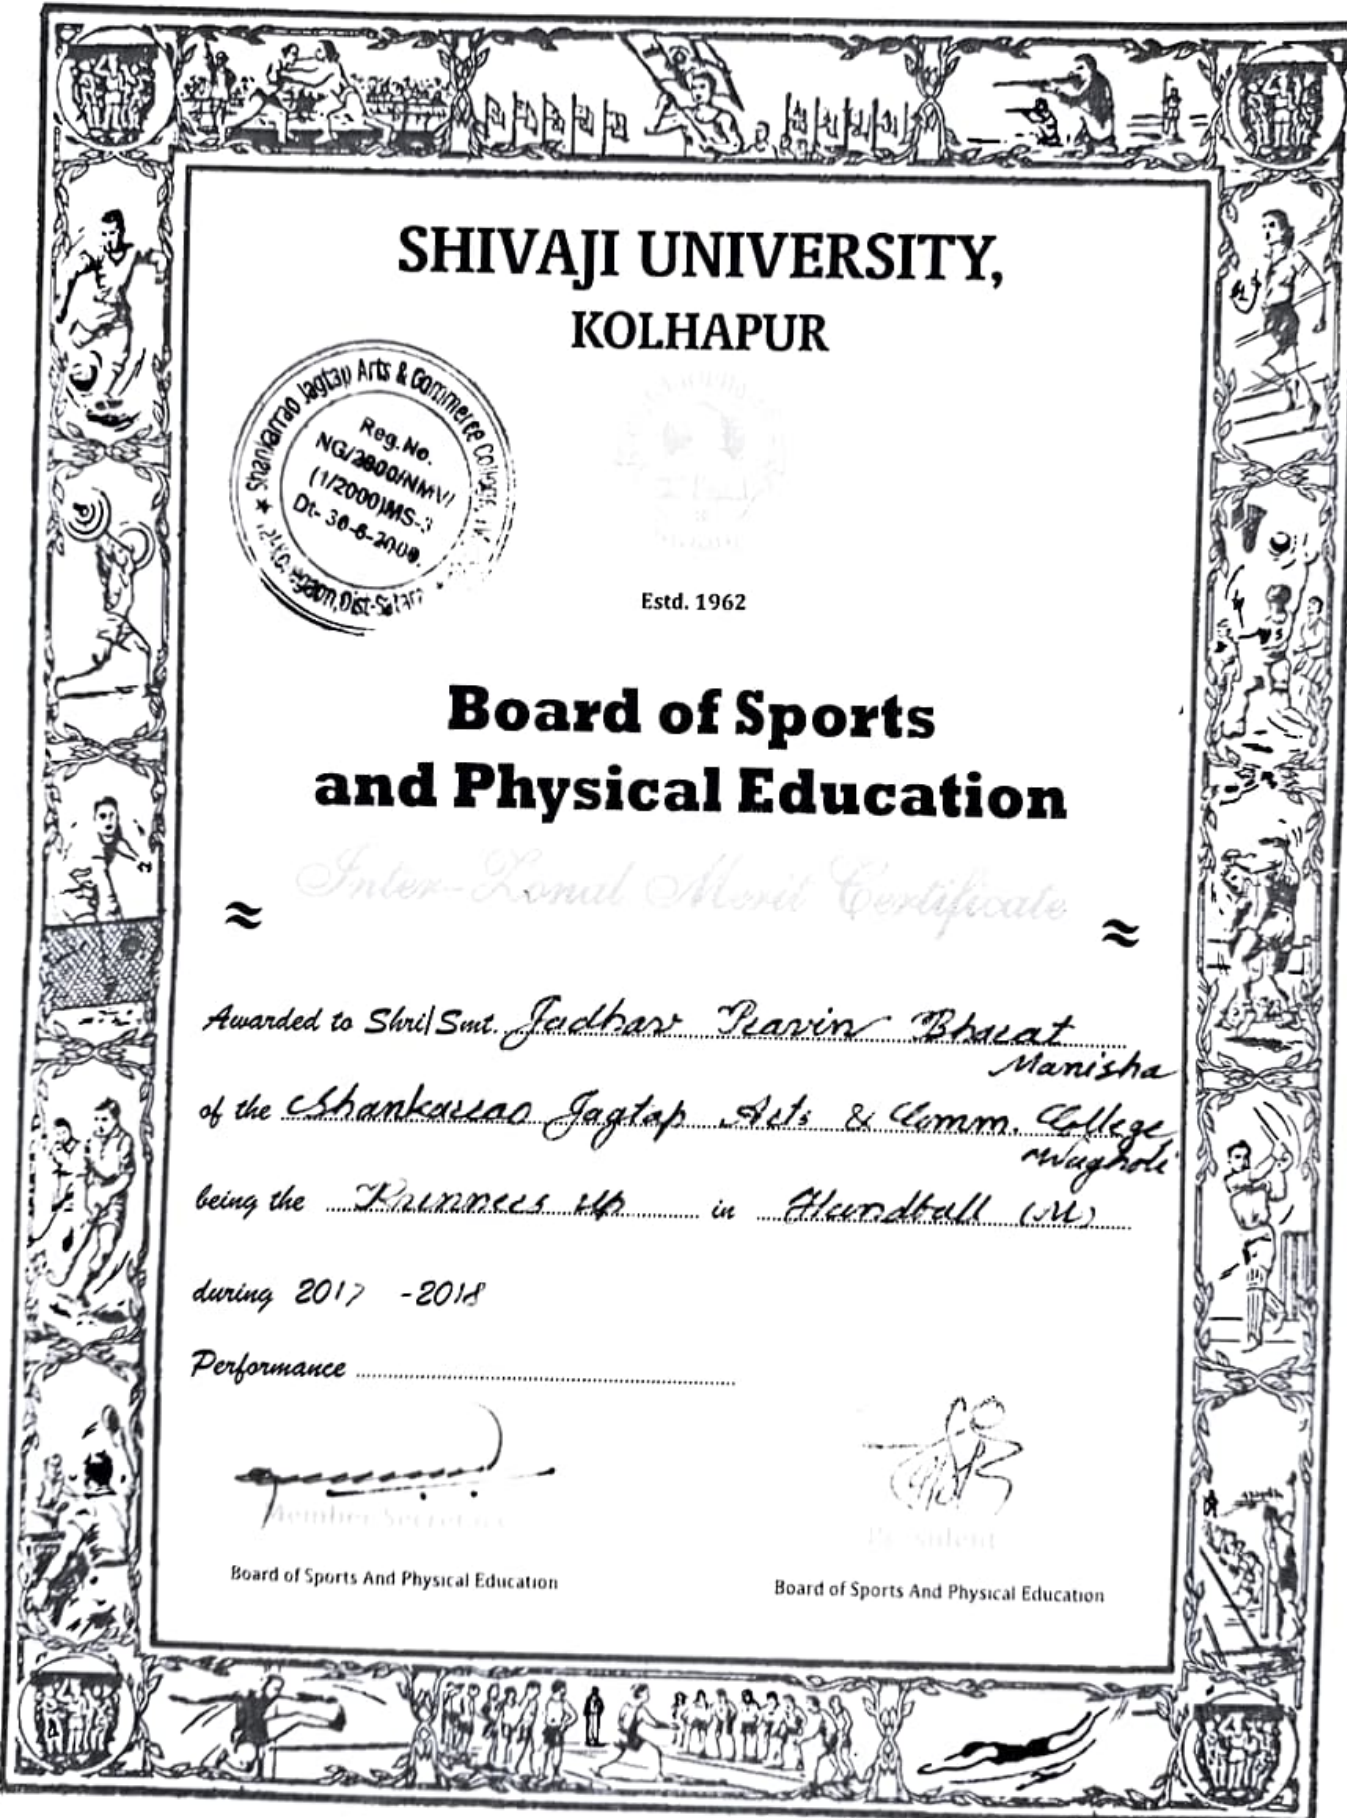 SHIVAJI UNIVERSITY,
KOLHAPUR
Shankarrao Jagtap Arts & Commerce College,
Reg. No.
NG/2800/NMV/
(1/2000)MS-3
Dt- 30-6-2000.
Dist-Satara
Estd. 1962
Board of Sports
and Physical Education
Inter-Zonal Merit Certificate
≈ ≈
Awarded to Shri/Smt. Jadhav Pravin Bharat
Manisha
of the Shankarrao Jagtap Arts & Comm. College
Wagholi
being the Runners up in Handball (M)
during 2017 -2018
Performance
Member Secretary
President
Board of Sports And Physical Education
Board of Sports And Physical Education